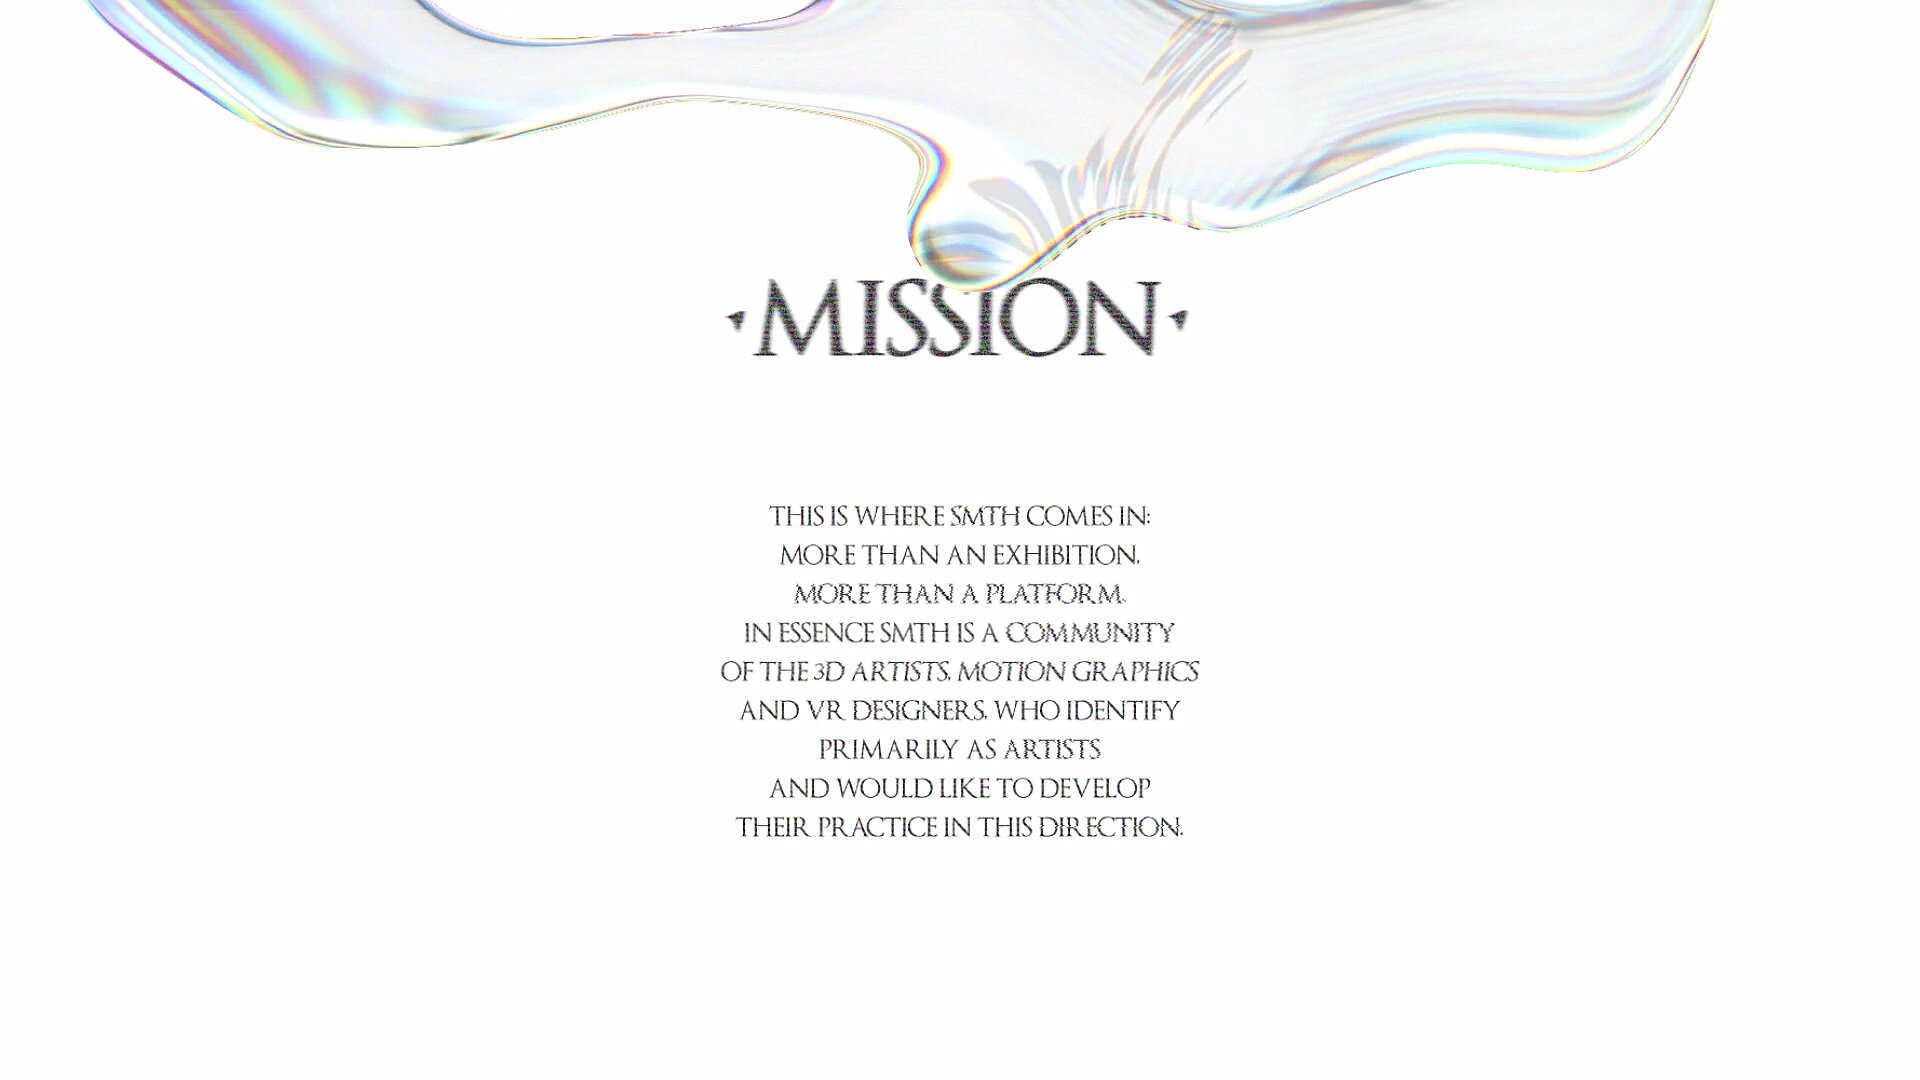 MISSION
THIS IS WHERE SMTH COMES IN:
MORE THAN AN EXHIBITION,
MORE THAN A PLATFORM.
IN ESSENCE SMTH IS A COMMUNITY
OF THE 3D ARTISTS, MOTION GRAPHICS
AND VR DESIGNERS, WHO IDENTIFY
PRIMARILY AS ARTISTS
AND WOULD LIKE TO DEVELOP
THEIR PRACTICE IN THIS DIRECTION.